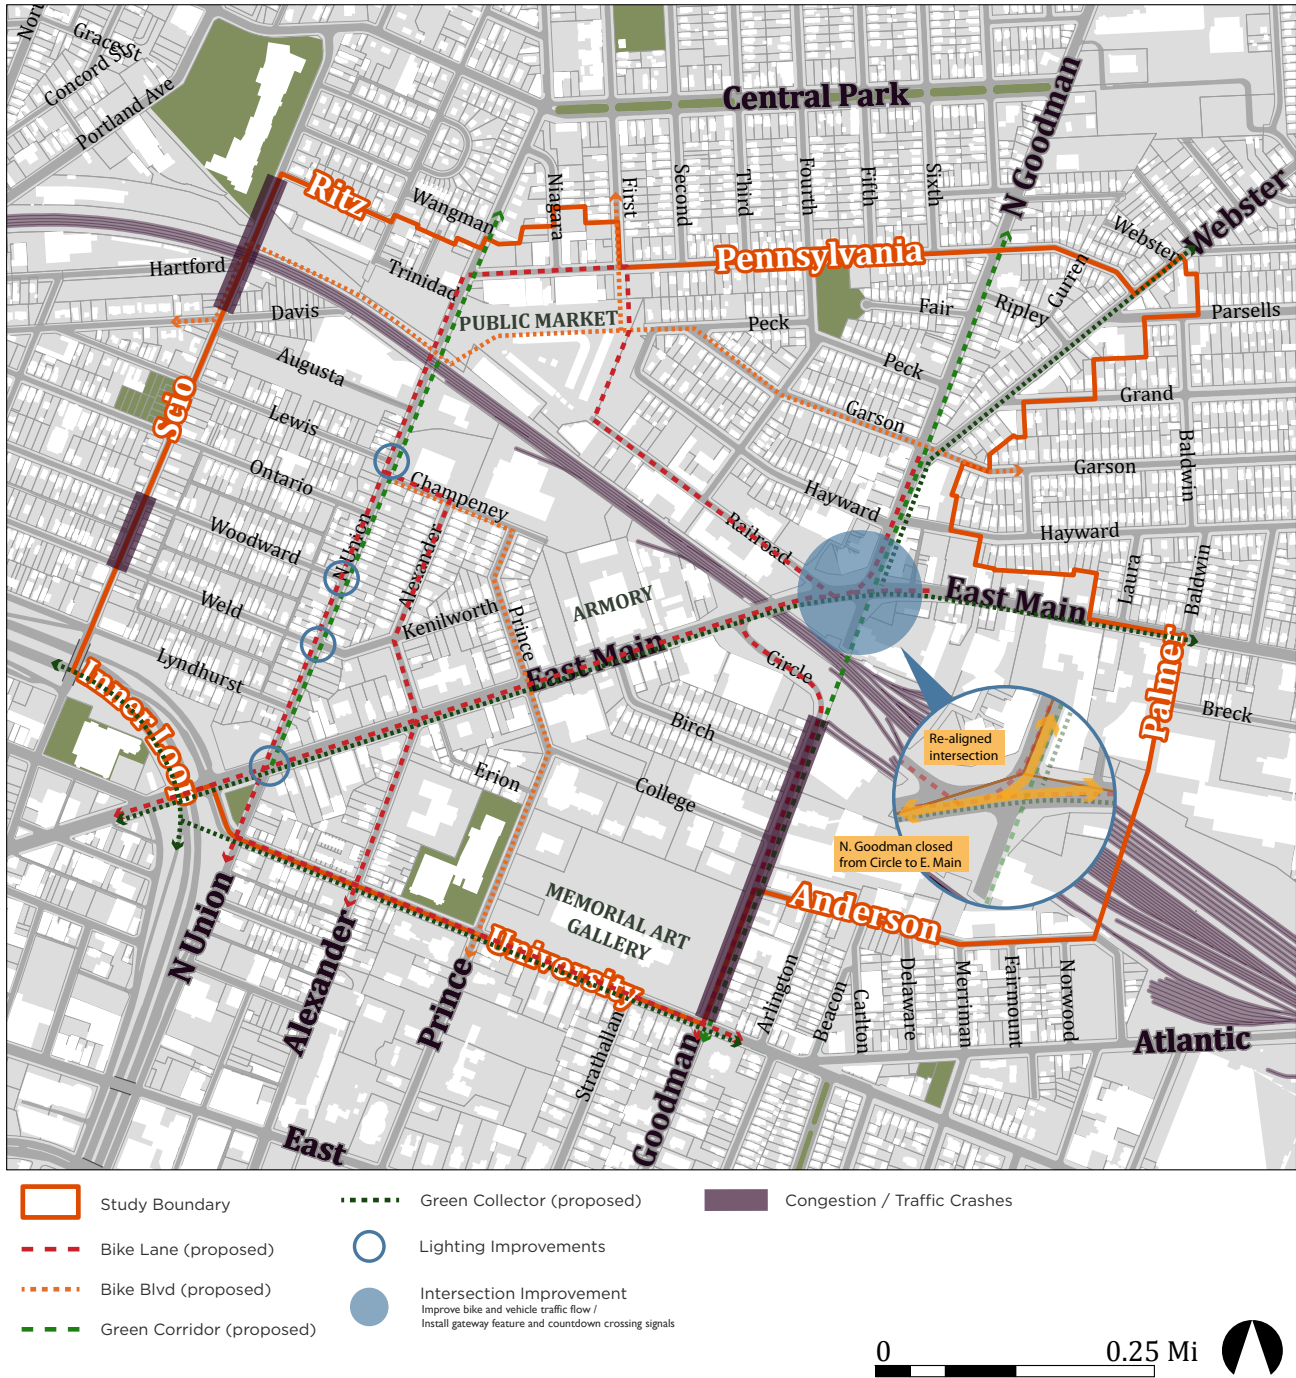 Nort
Grace St
Concord St
Portland Ave
Central Park
N Goodman
Ritz
Wangman
Niagara
First
Second
Third
Fourth
Fifth
Sixth
Webster
Webster
Hartford
Trinidad
Pennsylvania
Curren
Davis
PUBLIC MARKET
Peck
Fair
Ripley
Parsells
Augusta
Peck
Scio
Lewis
Garson
Grand
Ontario
Champeney
Garson
Baldwin
Woodward
N Union
Alexander
Hayward
Railroad
Hayward
Laura
Baldwin
Weld
Kenilworth
Prince
ARMORY
East Main
East Main
Lyndhurst
Circle
Palmer
Inner Loop
Birch
Breck
Re-aligned
intersection
Erion
College
N. Goodman closed
from Circle to E. Main
MEMORIAL ART
GALLERY
Anderson
University
N Union
Alexander
Prince
Strathallan
Goodman
Arlington
Beacon
Carlton
Delaware
Merriman
Fairmount
Norwood
Atlantic
East
Study Boundary
Bike Lane (proposed)
Bike Blvd (proposed)
Green Corridor (proposed)
Green Collector (proposed)
Lighting Improvements
Intersection Improvement
Improve bike and vehicle traffic flow /
Install gateway feature and countdown crossing signals
Congestion / Traffic Crashes
0 0.25 Mi